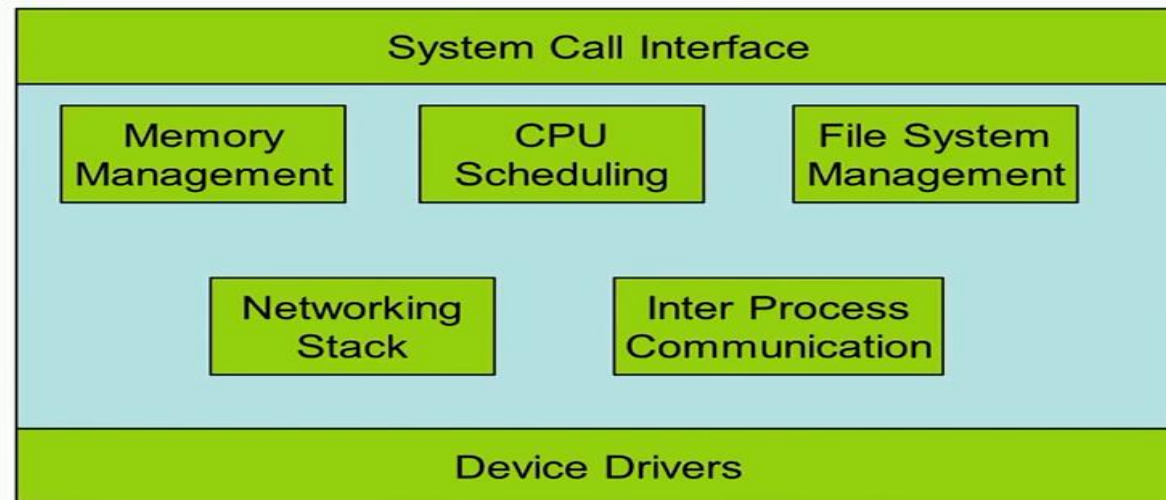 System Call Interface
Memory
Management
CPU
Scheduling
File System
Management
Networking
Stack
Inter Process
Communication
Device Drivers